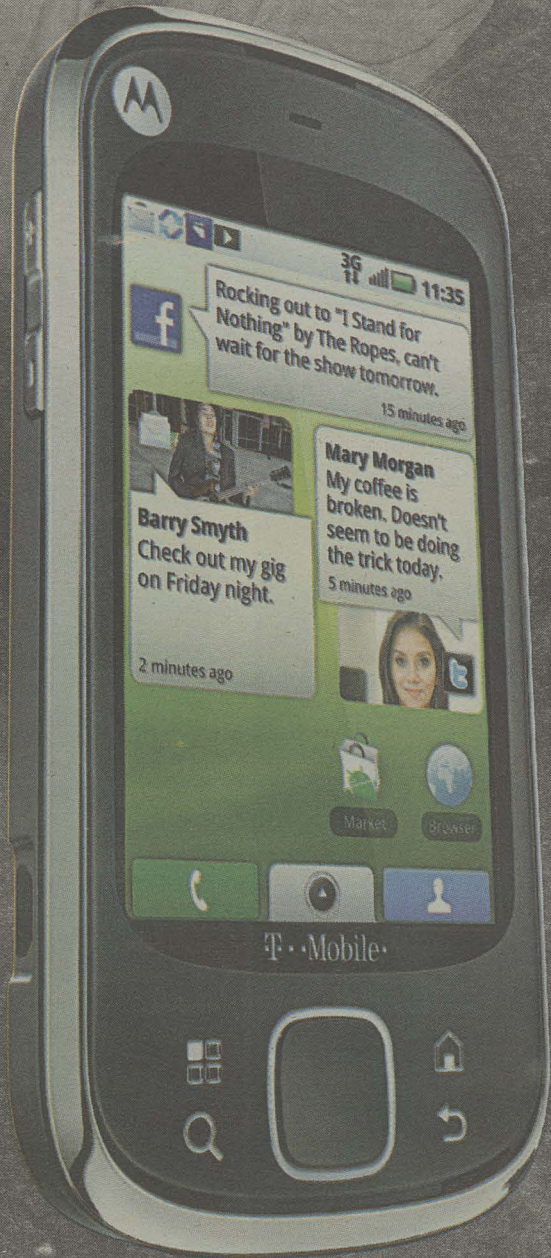 3G
11:35
Rocking out to "I Stand for
Nothing" by The Ropes, can't
wait for the show tomorrow.
15 minutes ago
Barry Smyth
Check out my gig
on Friday night.
2 minutes ago
Mary Morgan
My coffee is
broken. Doesn't
seem to be doing
the trick today.
5 minutes ago
Market
Browser
T··Mobile·